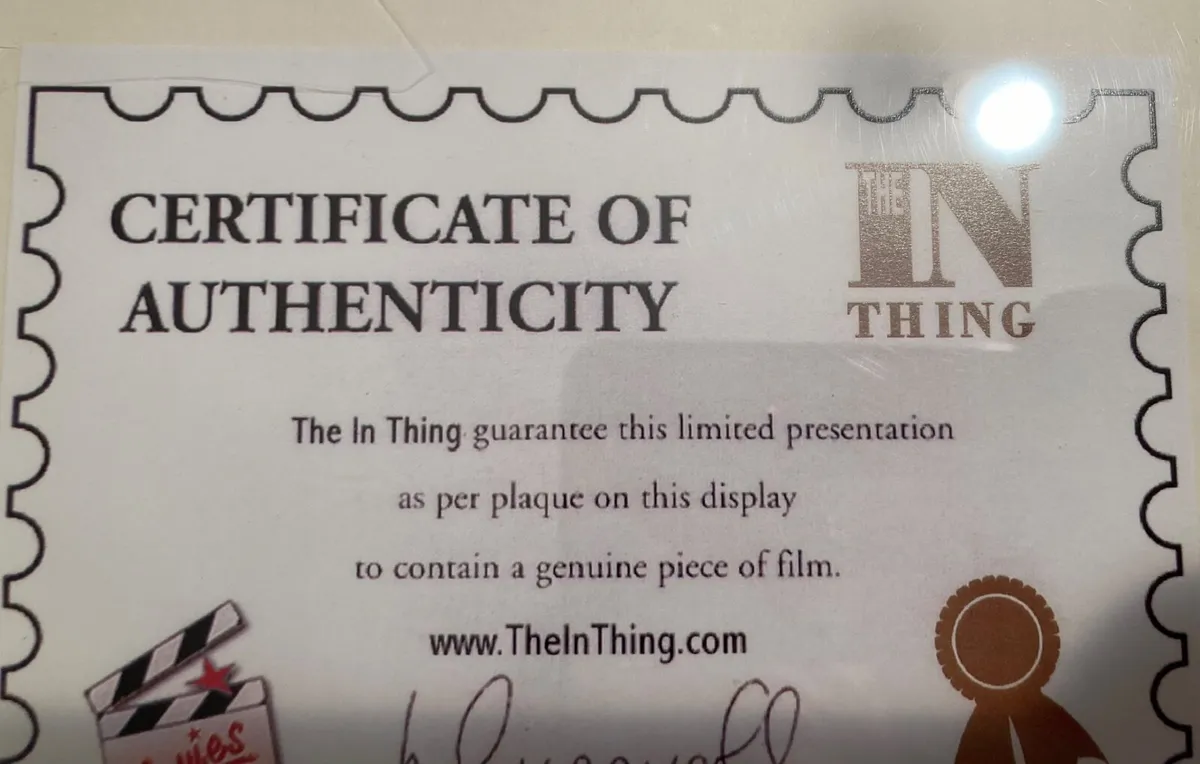 CERTIFICATE OF
AUTHENTICITY
THE
IN
THING
The In Thing guarantee this limited presentation
as per plaque on this display
to contain a genuine piece of film.
www.TheInThing.com